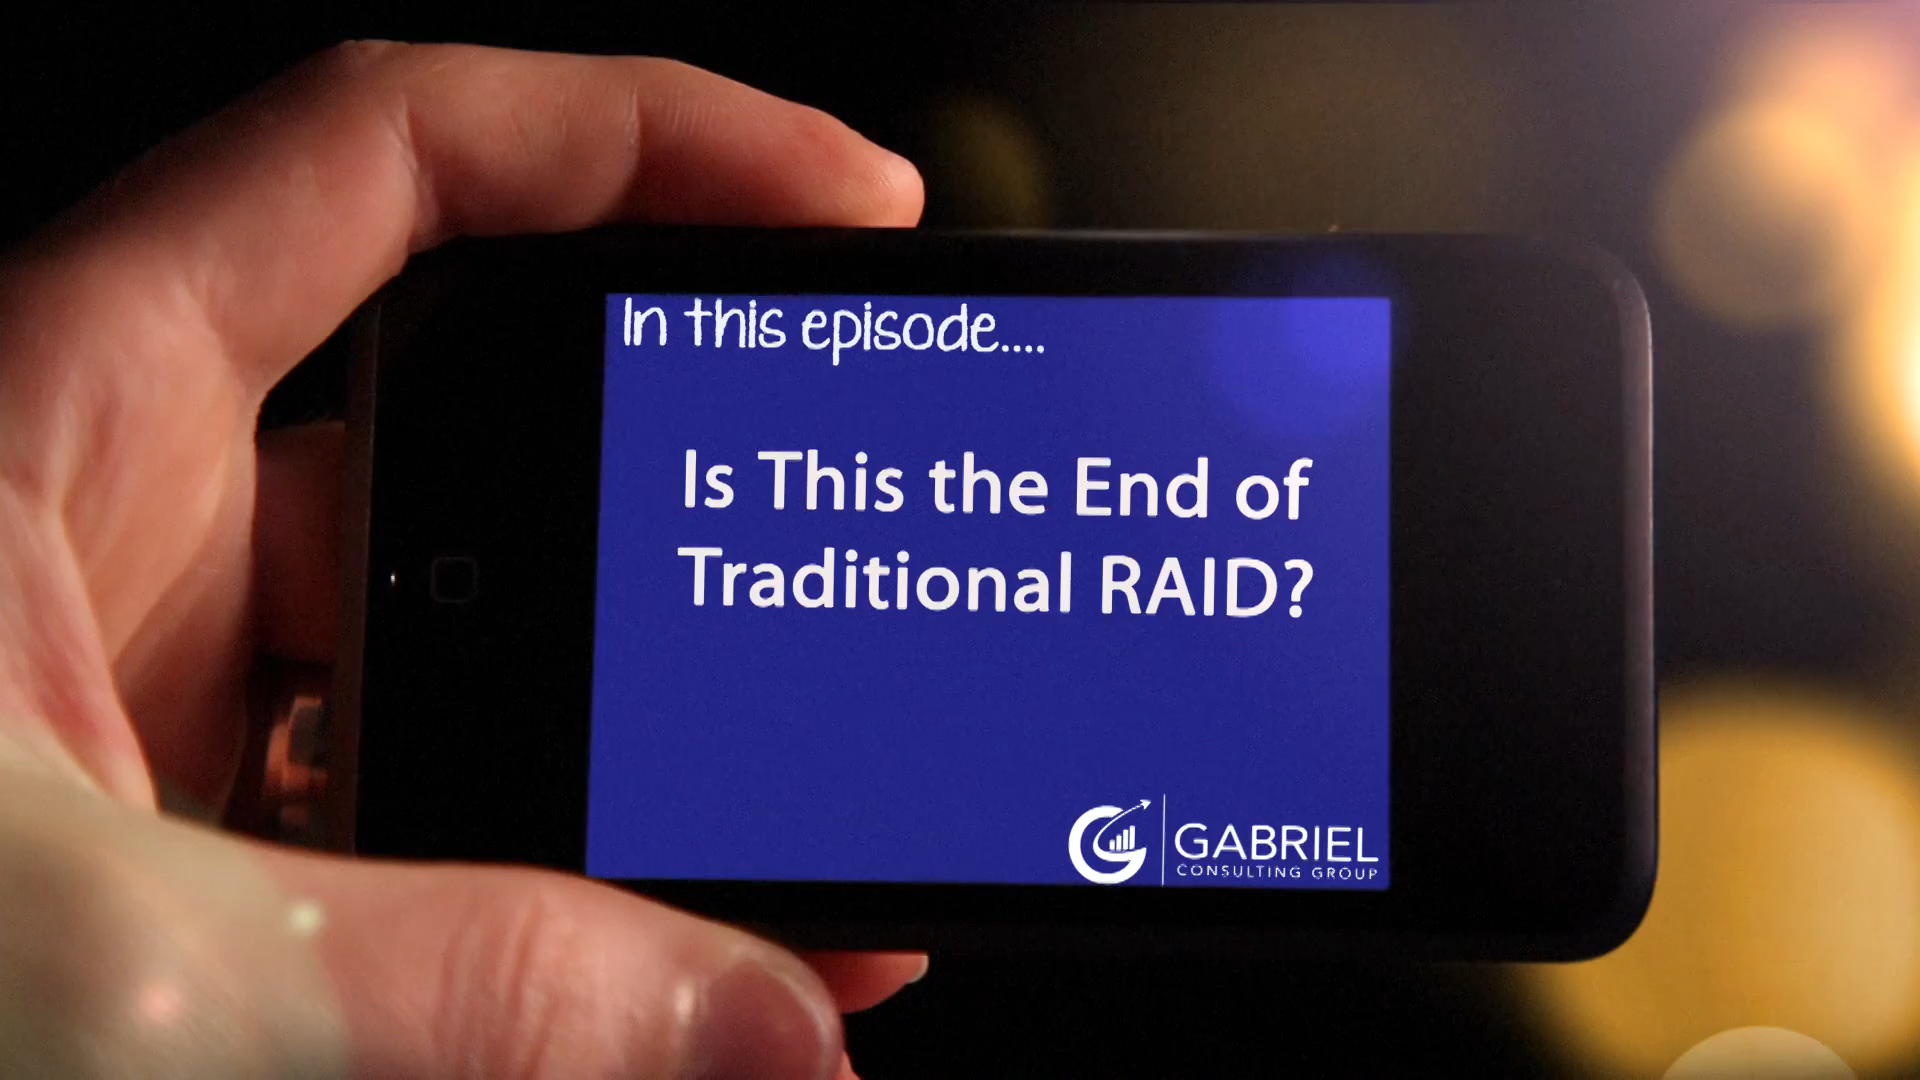 In this episode....
Is This the End of
Traditional RAID?
GABRIEL
CONSULTING GROUP